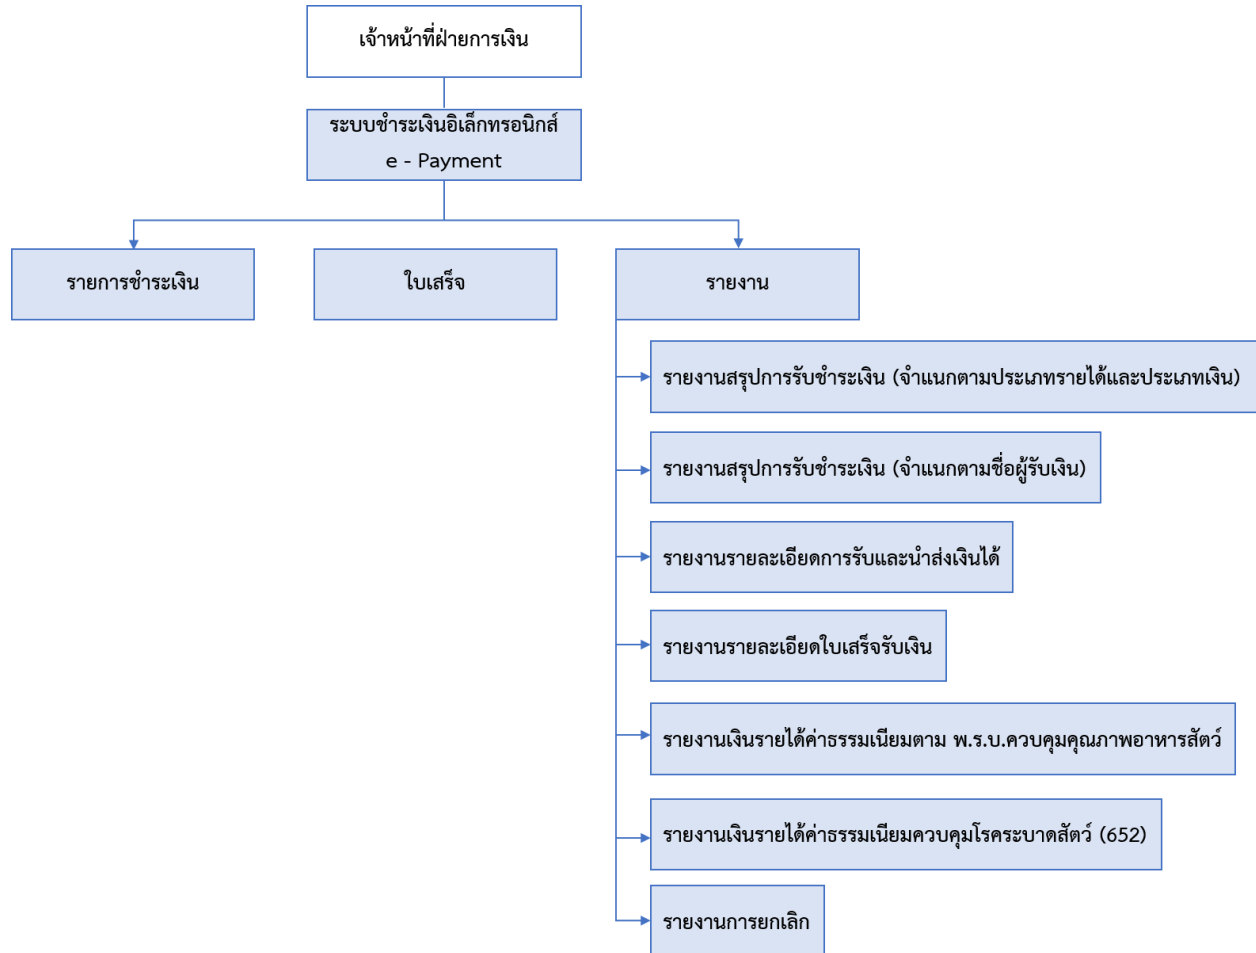 เจ้าหน้าที่ฝ่ายการเงิน
ระบบชำระเงินอิเล็กทรอนิกส์
e - Payment
รายการชำระเงิน
ใบเสร็จ
รายงาน
รายงานสรุปการรับชำระเงิน (จำแนกตามประเภทรายได้และประเภทเงิน)
รายงานสรุปการรับชำระเงิน (จำแนกตามชื่อผู้รับเงิน)
รายงานรายละเอียดการรับและนำส่งเงินได้
รายงานรายละเอียดใบเสร็จรับเงิน
รายงานเงินรายได้ค่าธรรมเนียมตาม พ.ร.บ.ควบคุมคุณภาพอาหารสัตว์
รายงานเงินรายได้ค่าธรรมเนียมควบคุมโรคระบาดสัตว์ (652)
รายงานการยกเลิก